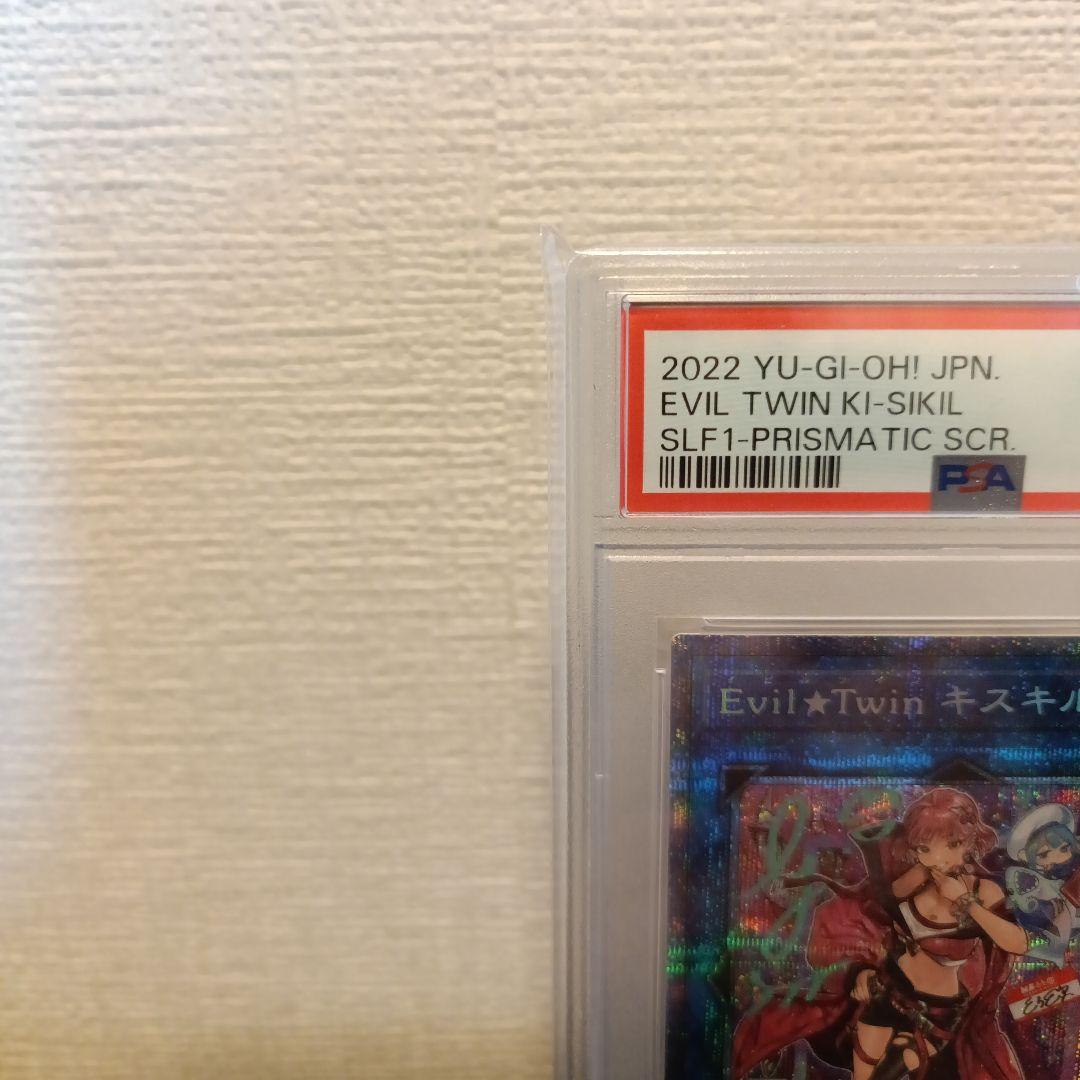 2022 YU-GI-OH! JPN.
EVIL TWIN KI-SIKIL
SLF1-PRISMATIC SCR.
PSA
Evil★Twin キスキル